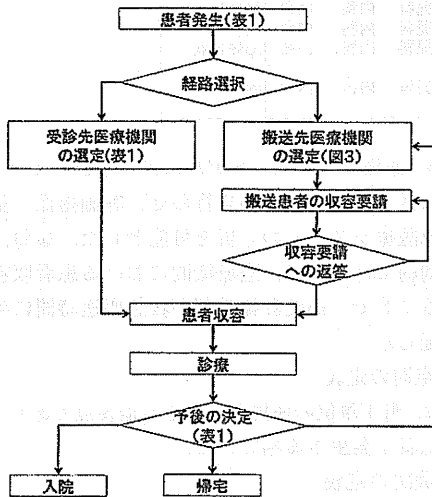 患者発生(表1)
経路選択
受診先医療機関
の選定(表1)
搬送先医療機関
の選定(図3)
搬送患者の収容要請
収容要請
への返答
患者収容
診療
予後の決定
(表1)
入院
帰宅